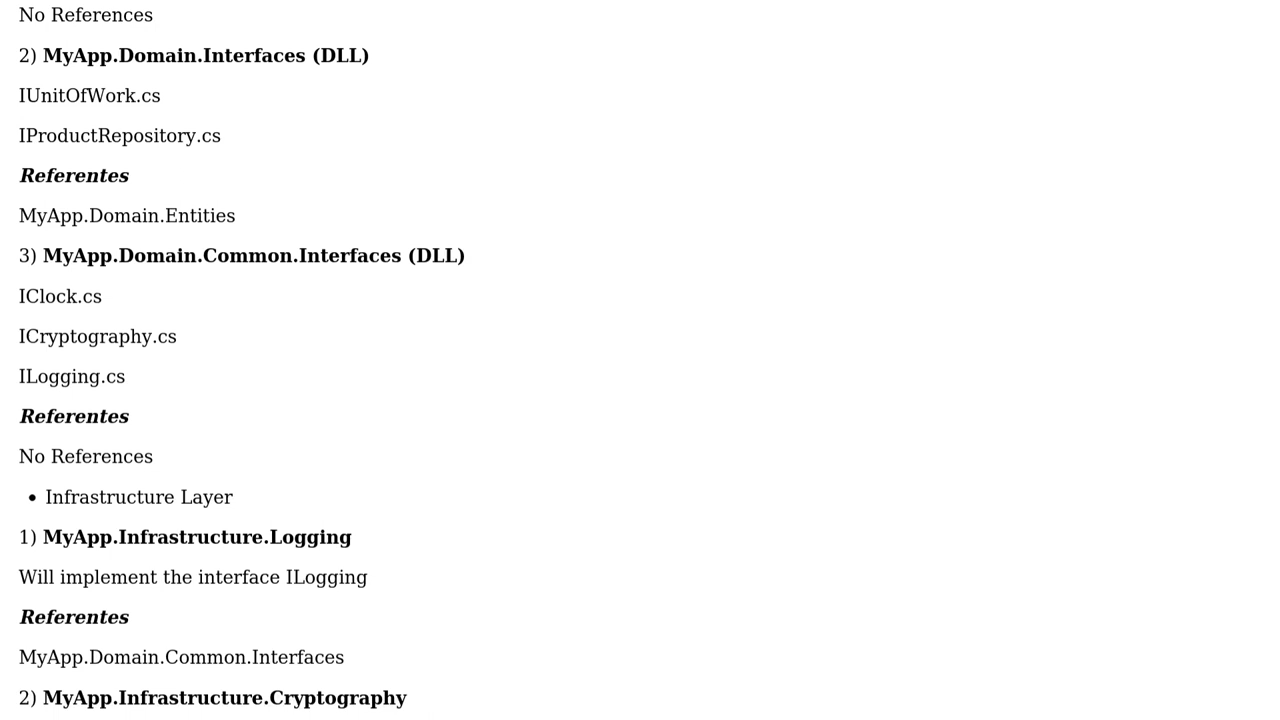 No References
2) MyApp.Domain.Interfaces (DLL)
IUnitOfWork.cs
IProductRepository.cs
Referentes
MyApp.Domain.Entities
3) MyApp.Domain.Common.Interfaces (DLL)
IClock.cs
ICryptography.cs
ILogging.cs
Referentes
No References
• Infrastructure Layer
1) MyApp.Infrastructure.Logging
Will implement the interface ILogging
Referentes
MyApp.Domain.Common.Interfaces
2) MyApp.Infrastructure.Cryptography